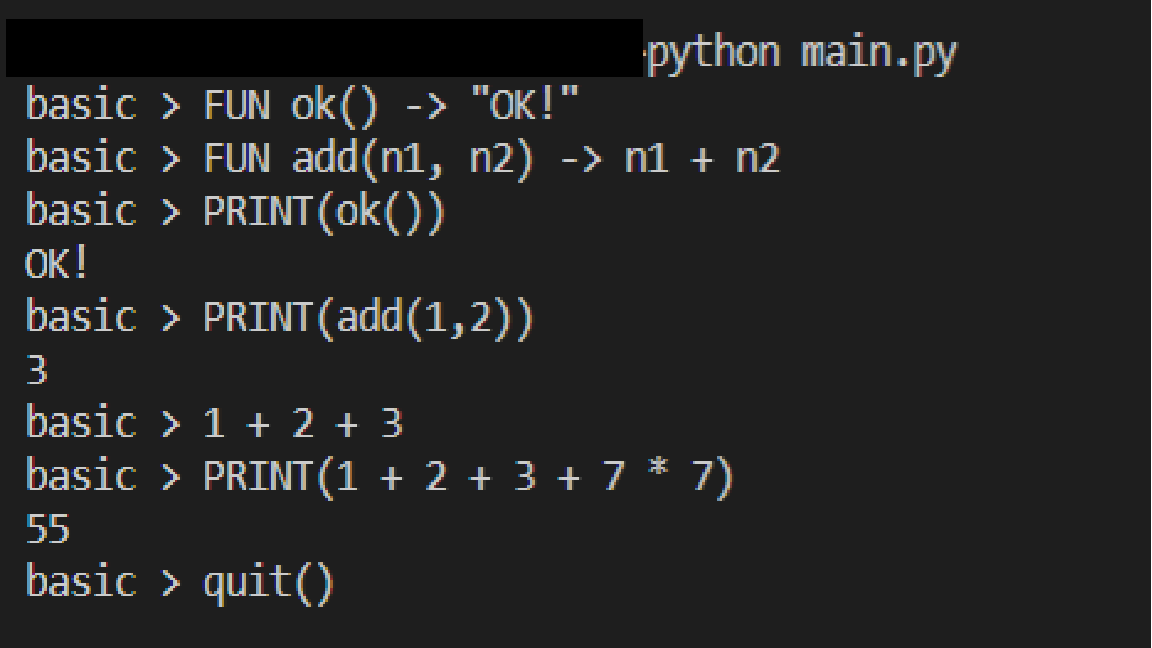 python main.py
basic > FUN ok() -> "OK!"
basic > FUN add(n1, n2) -> n1 + n2
basic > PRINT(ok())
OK!
basic > PRINT(add(1,2))
3
basic > 1 + 2 + 3
basic > PRINT(1 + 2 + 3 + 7 * 7)
55
basic > quit()